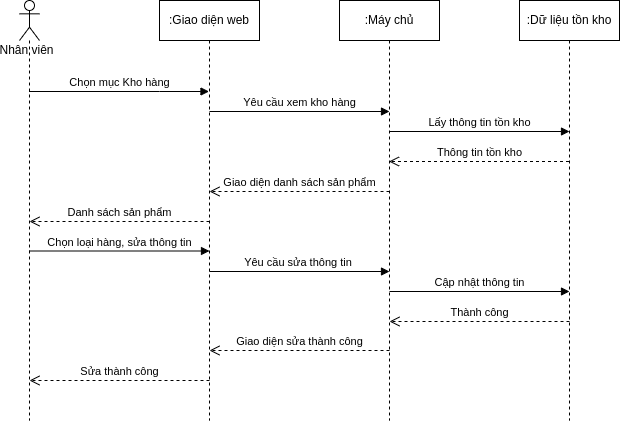 :Giao diện web
:Máy chủ
:Dữ liệu tồn kho
Nhân viên
Chọn mục Kho hàng
Yêu cầu xem kho hàng
Lấy thông tin tồn kho
Thông tin tồn kho
Giao diện danh sách sản phẩm
Danh sách sản phẩm
Chọn loại hàng, sửa thông tin
Yêu cầu sửa thông tin
Cập nhật thông tin
Thành công
Giao diện sửa thành công
Sửa thành công